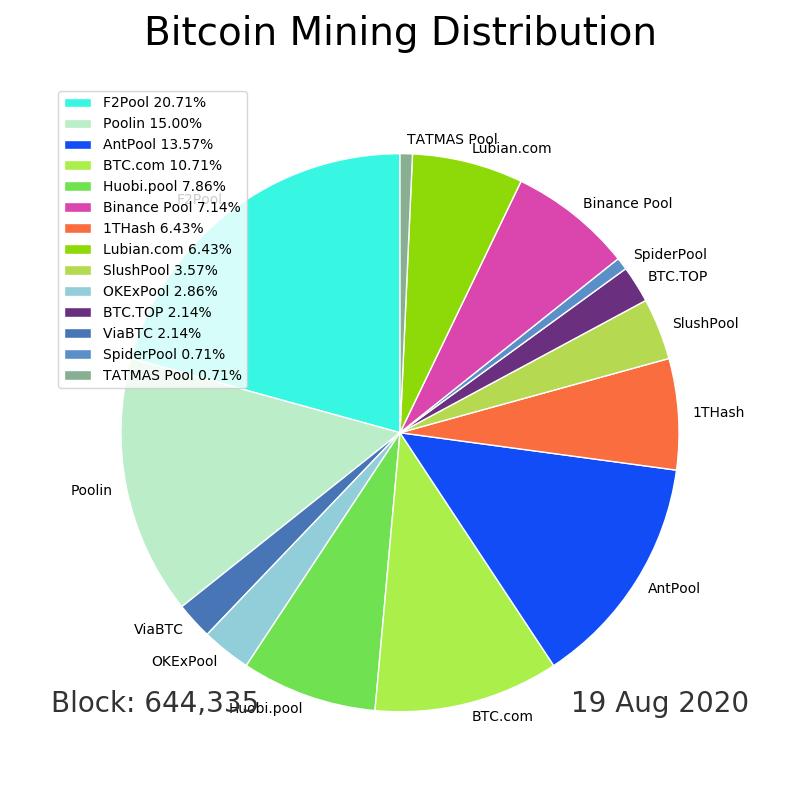 Bitcoin Mining Distribution
F2Pool 20.71%
Poolin 15.00%
AntPool 13.57%
BTC.com 10.71%
Huobi.pool 7.86%
Binance Pool 7.14%
1THash 6.43%
Lubian.com 6.43%
SlushPool 3.57%
OKExPool 2.86%
BTC.TOP 2.14%
ViaBTC 2.14%
SpiderPool 0.71%
TATMAS Pool 0.71%
TATMAS Pool
Lubian.com
Binance Pool
SpiderPool
BTC.TOP
SlushPool
1THash
AntPool
BTC.com
Huobi.pool
OKExPool
ViaBTC
Poolin
F2Pool
Block: 644,335
19 Aug 2020